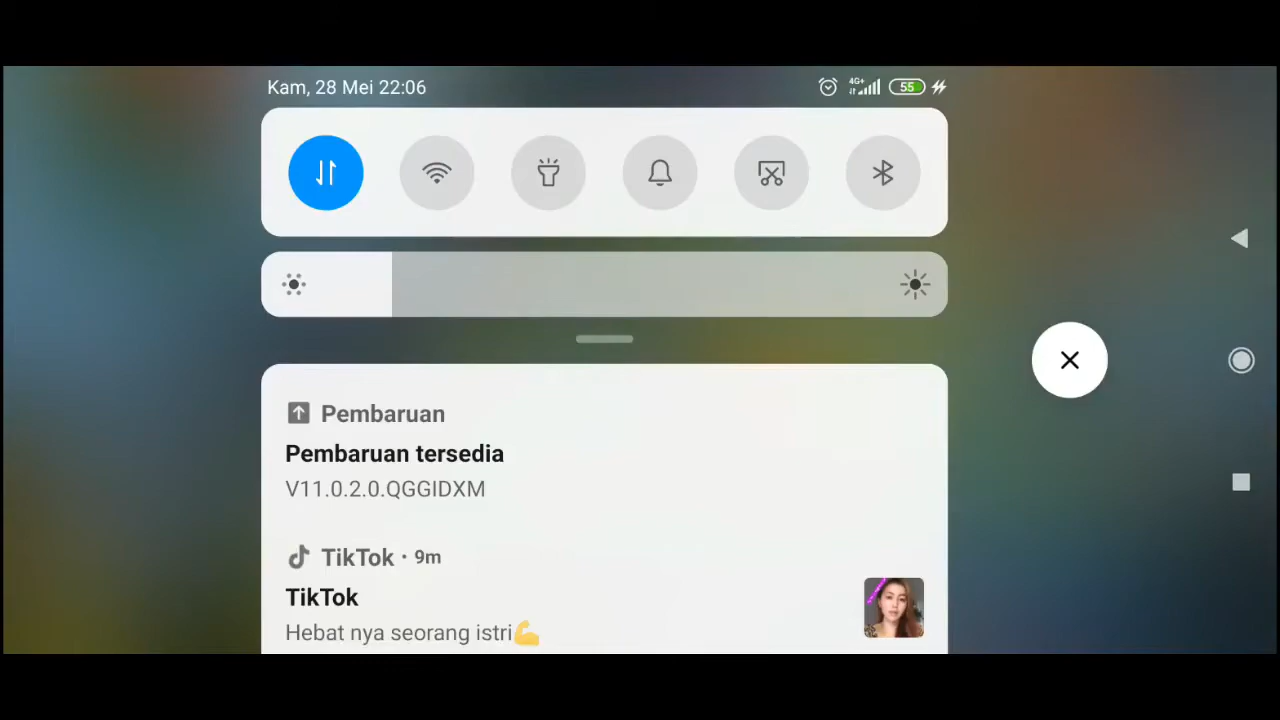 Kam, 28 Mei 22:06
4G+ 55
Pembaruan
Pembaruan tersedia
V11.0.2.0.QGGIDXM
TikTok · 9m
TikTok
Hebat nya seorang istri💪